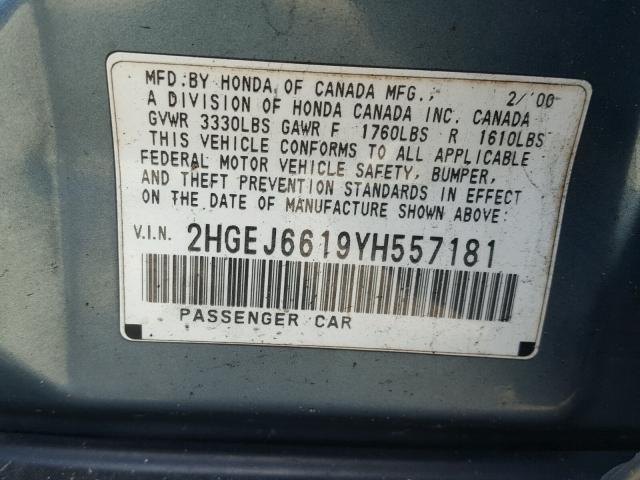 MFD. BY HONDA OF CANADA MFG., 2/'00
A DIVISION OF HONDA CANADA INC. CANADA
GVWR 3330LBS GAWR F 1760LBS R 1610LBS
THIS VEHICLE CONFORMS TO ALL APPLICABLE
FEDERAL MOTOR VEHICLE SAFETY, BUMPER,
AND THEFT PREVENTION STANDARDS IN EFFECT
ON THE DATE OF MANUFACTURE SHOWN ABOVE:
V.I.N. 2HGEJ6619YH557181
PASSENGER CAR